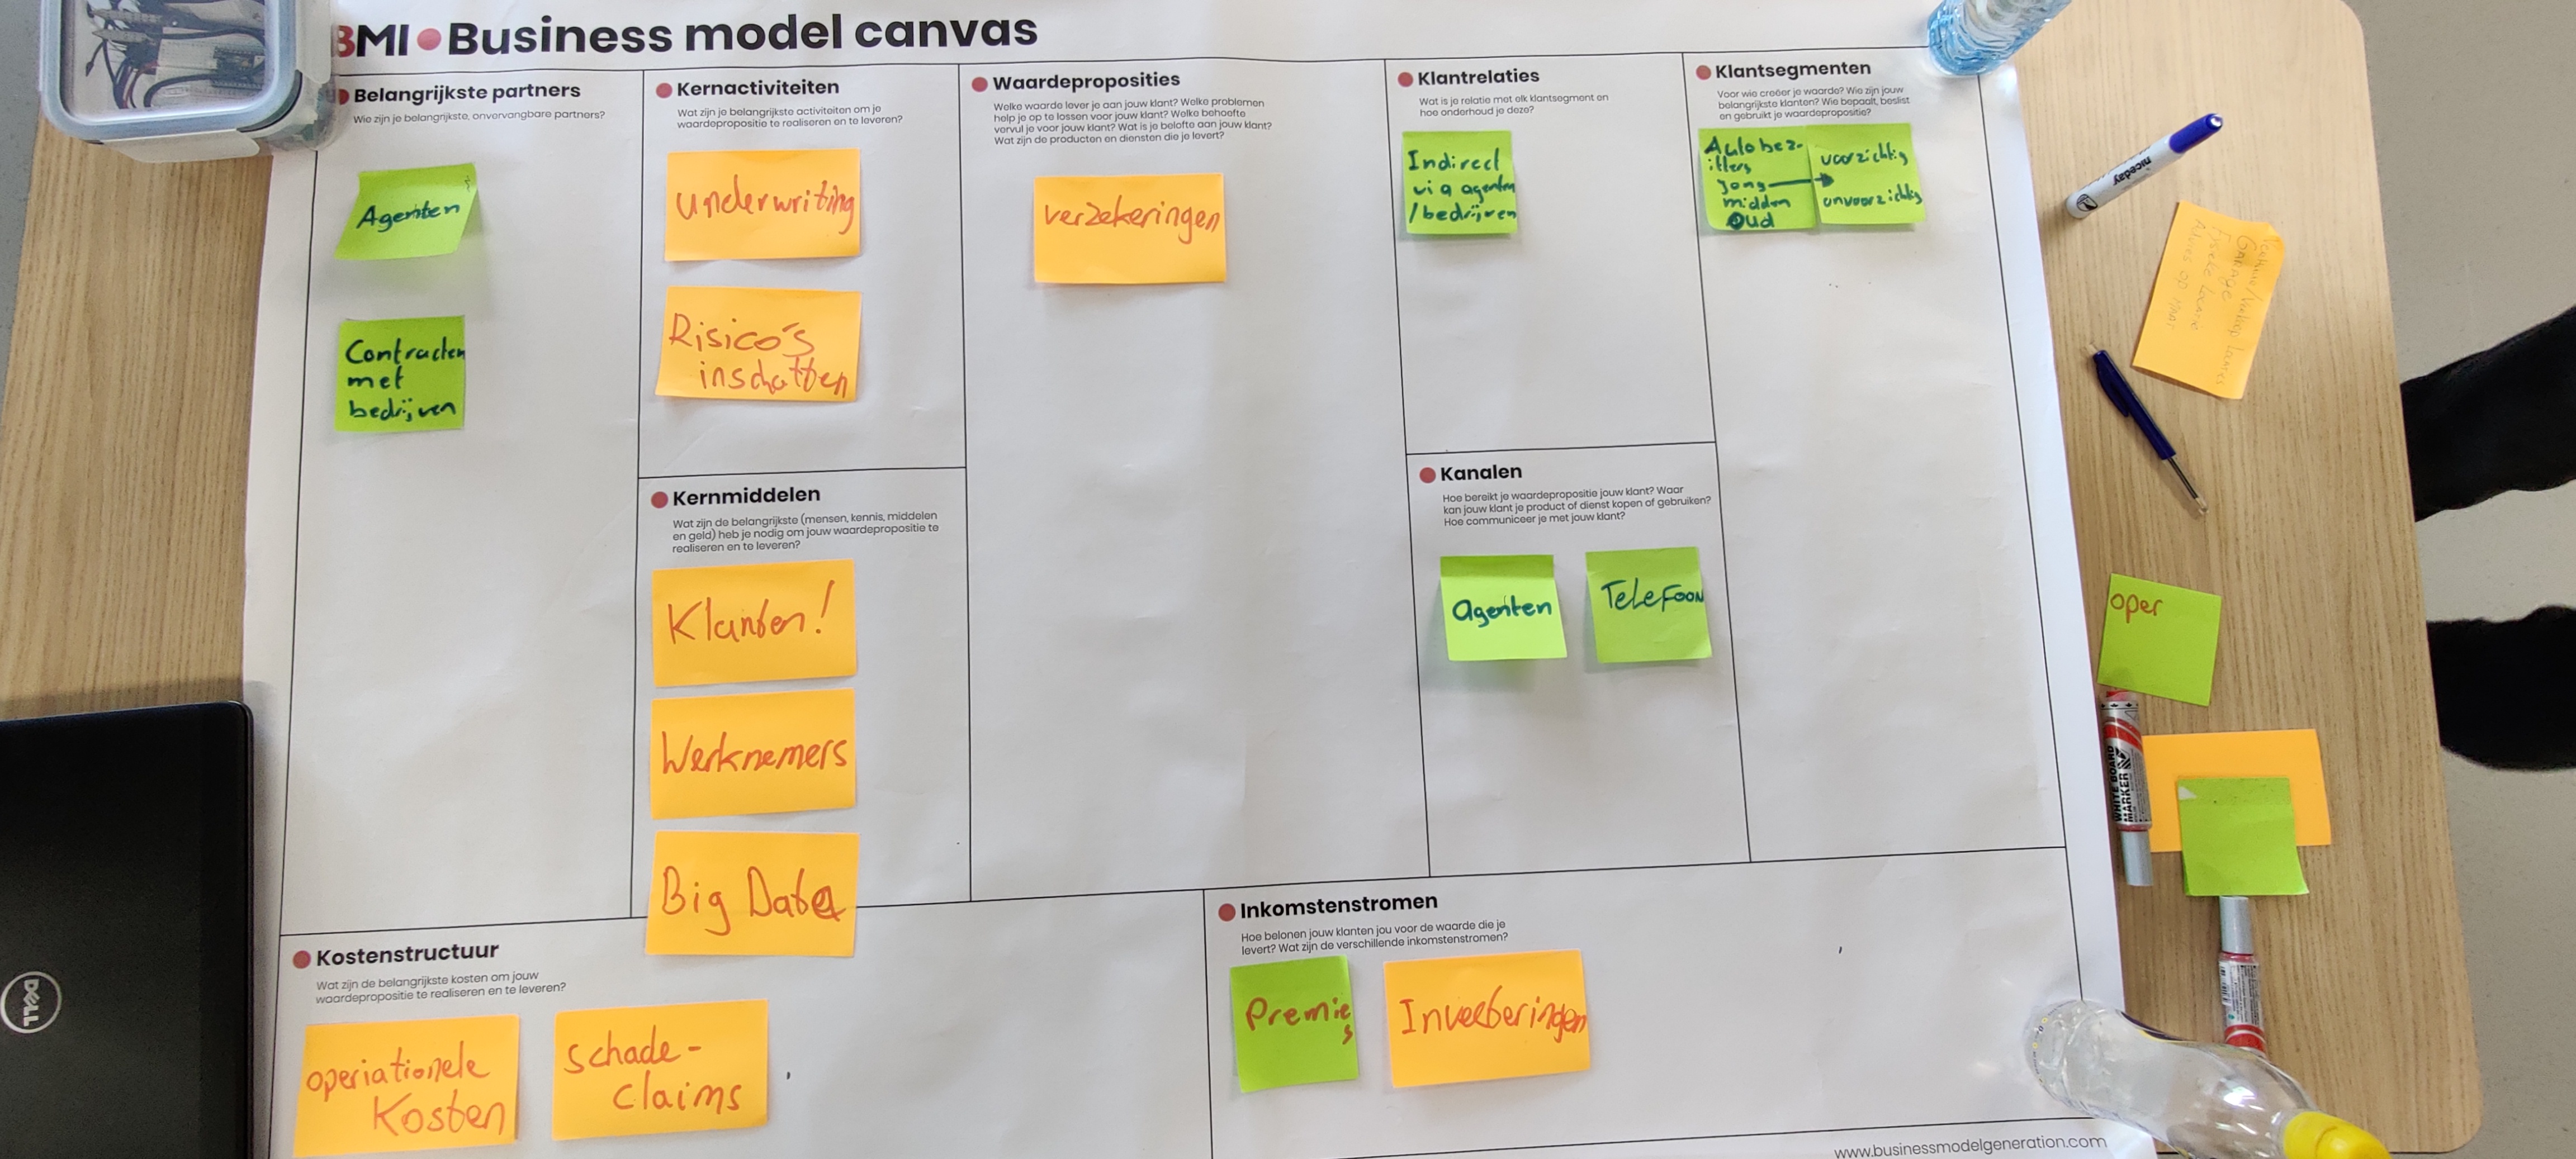 BMI Business model canvas
Belangrijkste partners
Wie zijn je belangrijkste, onvervangbare partners?
Agenten
Contracten
met
bedrijven
Kernactiviteiten
Wat zijn je belangrijkste activiteiten om je
waardepropositie te realiseren en te leveren?
underwriting
Risico's
inschatten
Kernmiddelen
Wat zijn de belangrijkste (mensen, kennis, middelen
en geld) heb je nodig om jouw waardepropositie te
realiseren en te leveren?
Klanten!
Werknemers
Big Data
Waardeproposities
Welke waarde lever je aan jouw klant? Welke problemen
help je op te lossen voor jouw klant? Welke behoefte
vervul je voor jouw klant? Wat is je belofte aan jouw klant?
Wat zijn de producten en diensten die je levert?
verzekeringen
Klantrelaties
Wat is je relatie met elk klantsegment en
hoe onderhoud je deze?
Indirect
via agenten
/bedrijven
Kanalen
Hoe bereikt je waardepropositie jouw klant? Waar
kan jouw klant je product of dienst kopen of gebruiken?
Hoe communiceer je met jouw klant?
agenten
Telefoon
Klantsegmenten
Voor wie creëer je waarde? Wie zijn jouw
belangrijkste klanten? Wie bepaalt, beslist
en gebruikt je waardepropositie?
Autobez-
itters
jong
midden
oud
voorzichtig
onvoorzichtig
Kostenstructuur
Wat zijn de belangrijkste kosten om jouw
waardepropositie te realiseren en te leveren?
operiationele
Kosten
Schade-
claims
Inkomstenstromen
Hoe belonen jouw klanten jou voor de waarde die je
levert? Wat zijn de verschillende inkomstenstromen?
Premie
s
www.businessmodelgeneration.com
niceday
Garage
oper
WHITE BOARD
MARKER
DELL